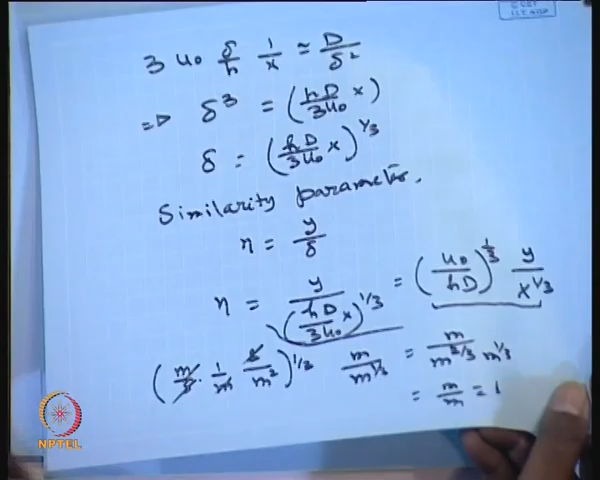 3 u₀ δ/h 1/x ≈ D/δ²
⇒ δ³ = (hD/3u₀ x)
δ = (hD/3u₀ x)^1/3
Similarity parameter.
η = y/δ
η = y/(hD/3u₀ x)^1/3 = (u₀/hD)^1/3 y/x^1/3
(m/s · 1/m · s/m²)^1/3 m/m^1/3 = m/m^2/3 m^1/3
= m/m = 1
NPTEL